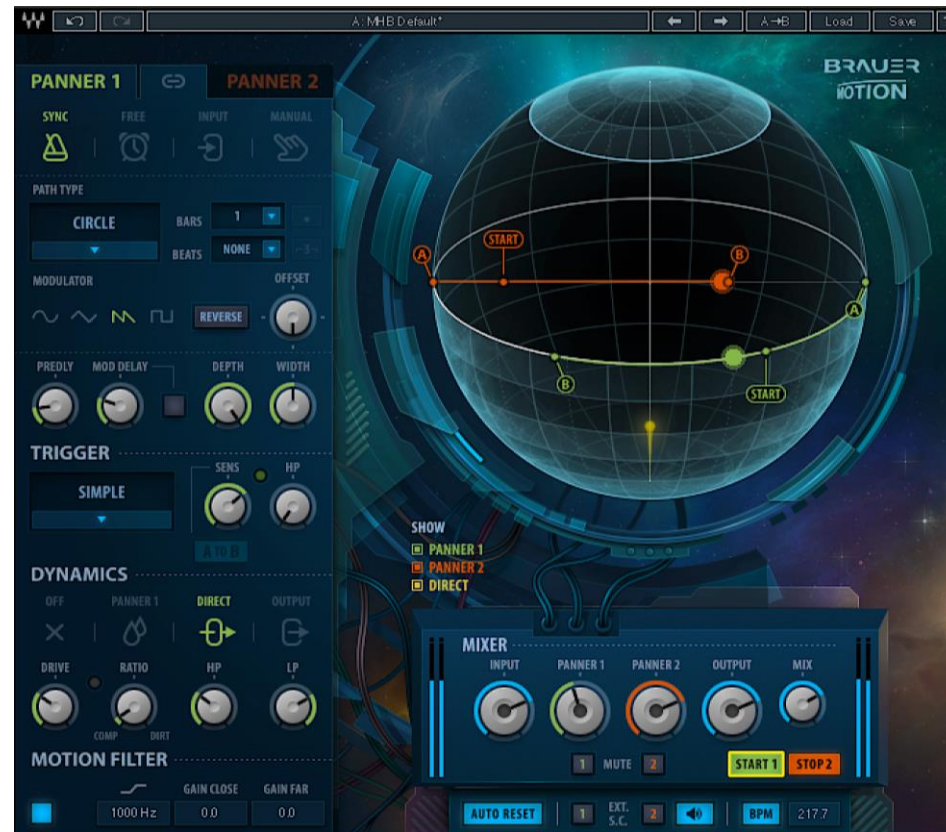 A: MHB Default*
A→B
Load
Save
BRAUER
MOTION
PANNER 1
PANNER 2
SYNC
FREE
INPUT
MANUAL
PATH TYPE
CIRCLE
BARS
1
BEATS
NONE
3
MODULATOR
OFFSET
REVERSE
PREDLY
MOD DELAY
DEPTH
WIDTH
TRIGGER
SIMPLE
SENS
HP
A TO B
A
START
B
A
B
START
SHOW
PANNER 1
PANNER 2
DIRECT
DYNAMICS
OFF
PANNER 1
DIRECT
OUTPUT
DRIVE
RATIO
HP
LP
COMP
DIRT
MOTION FILTER
GAIN CLOSE
GAIN FAR
1000 Hz
0.0
0.0
MIXER
INPUT
PANNER 1
PANNER 2
OUTPUT
MIX
1
MUTE
2
START 1
STOP 2
AUTO RESET
1
EXT.
S.C.
2
BPM
217.7